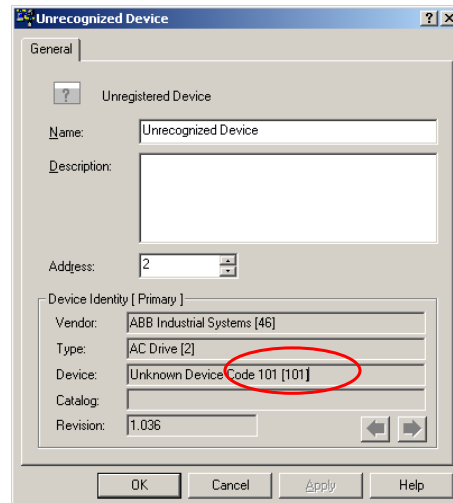 Unrecognized Device
General
Unregistered Device
Name: Unrecognized Device
Description:
Address: 2
Device Identity [ Primary ]
Vendor: ABB Industrial Systems [46]
Type: AC Drive [2]
Device: Unknown Device Code 101 [101]
Catalog:
Revision: 1.036
OK Cancel Apply Help